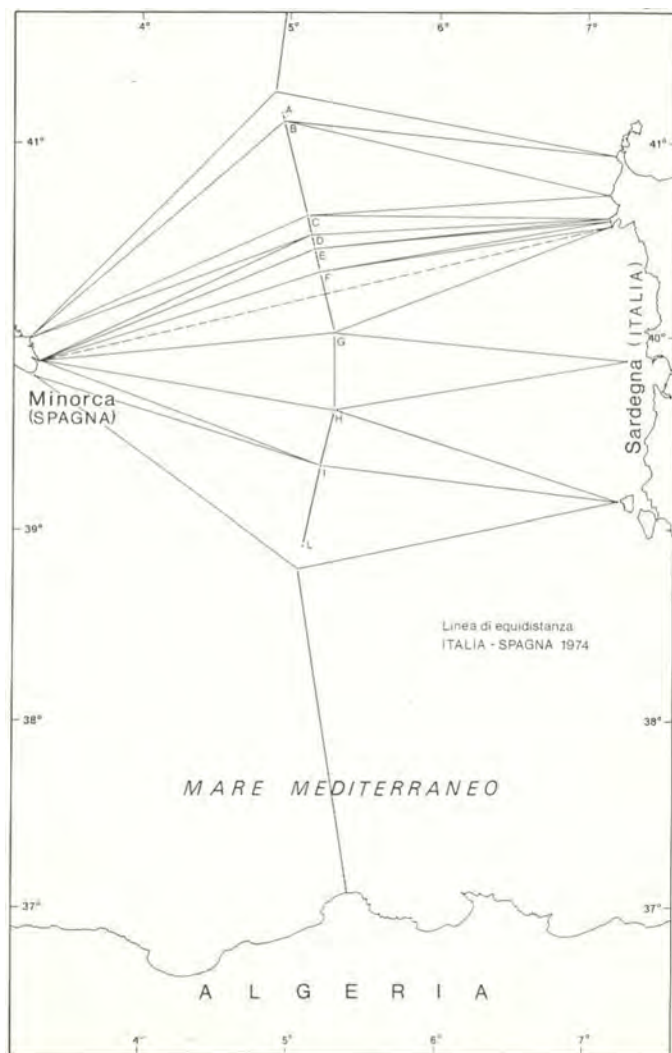 4° 5° 6° 7°
A
B
41° 41°
C
D
E
F
G
40°
Minorca
(SPAGNA)
Sardegna (ITALIA)
H
I
39°
L
Linea di equidistanza
ITALIA - SPAGNA 1974
38° 38°
MARE MEDITERRANEO
37° 37°
ALGERIA
4° 5° 6° 7°